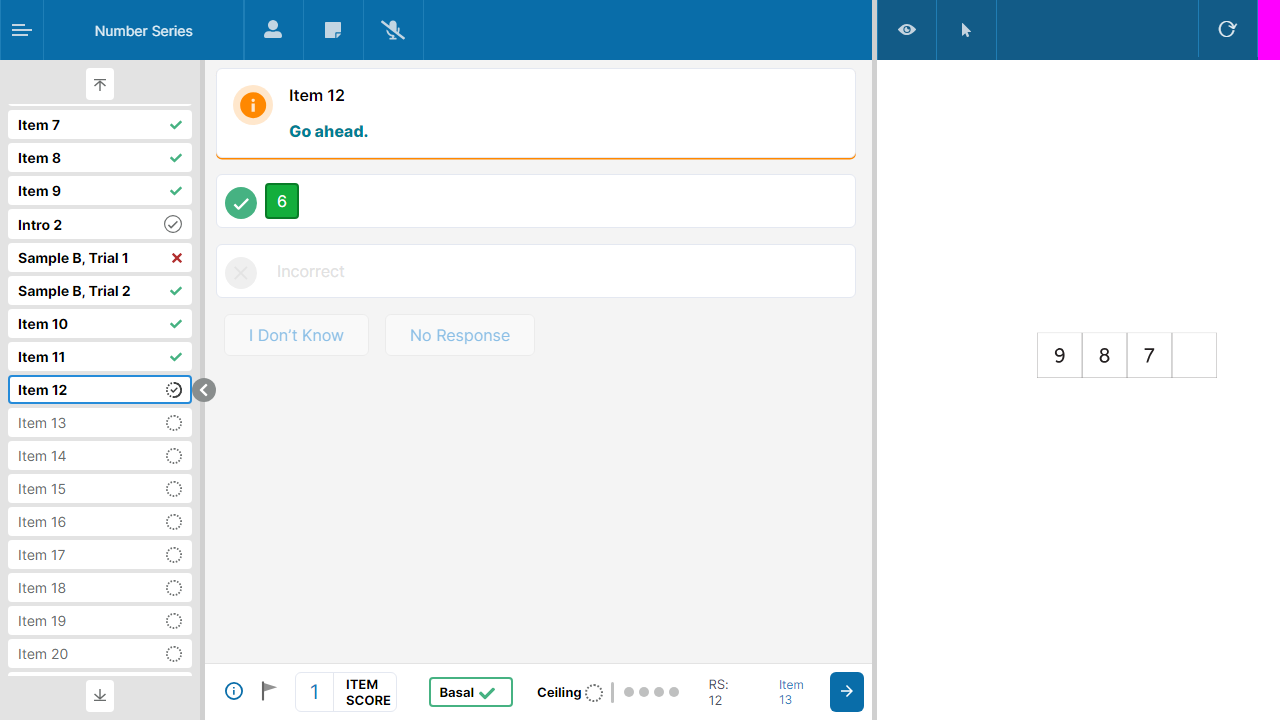 Number Series
Item 7
Item 8
Item 9
Intro 2
Sample B, Trial 1
Sample B, Trial 2
Item 10
Item 11
Item 12
Item 13
Item 14
Item 15
Item 16
Item 17
Item 18
Item 19
Item 20
Item 12
Go ahead.
6
Incorrect
I Don't Know
No Response
1
ITEM
SCORE
Basal
Ceiling
RS:
12
Item
13
9 8 7